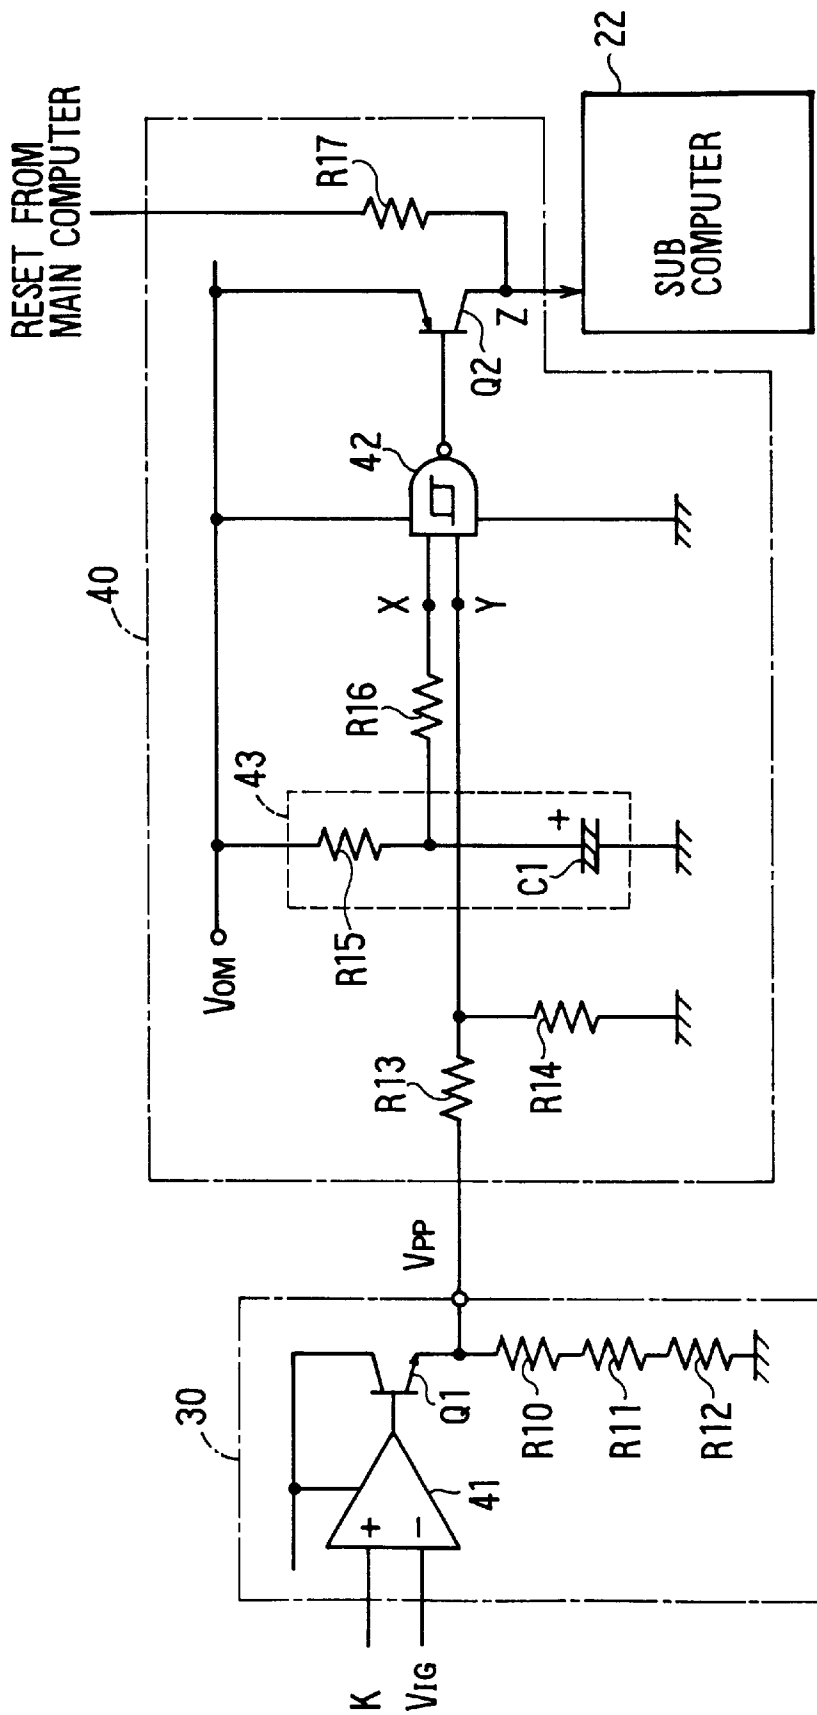 RESET FROM
MAIN COMPUTER
40
VOM
43
R15
C1
+
R16
X
Y
42
Q2
R17
Z
SUB
COMPUTER
22
R13
R14
VPP
30
K
VIG
+
−
41
Q1
R10
R11
R12